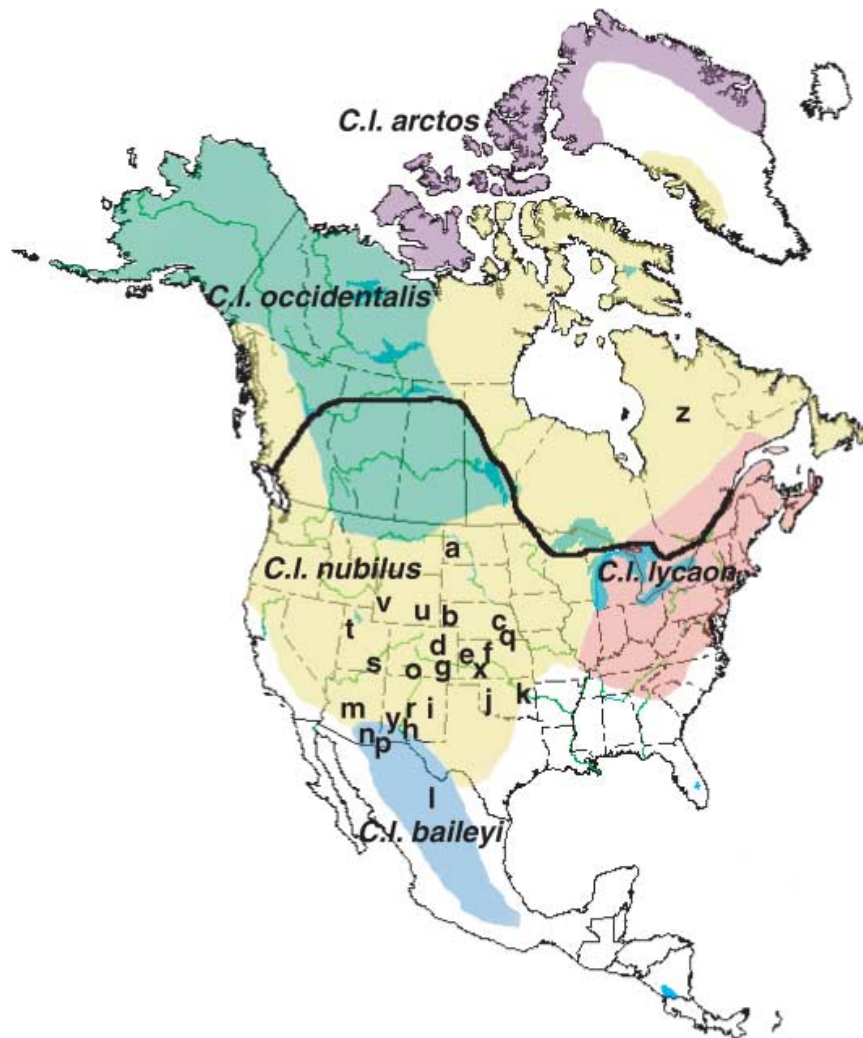 C.l. arctos
C.l. occidentalis
z
a
C.l. nubilus
C.l. lycaon
v
u b
c
t
q
d
e f
s
o
g
x
k
m
r i
j
y
n
h
p
l
C.l. baileyi